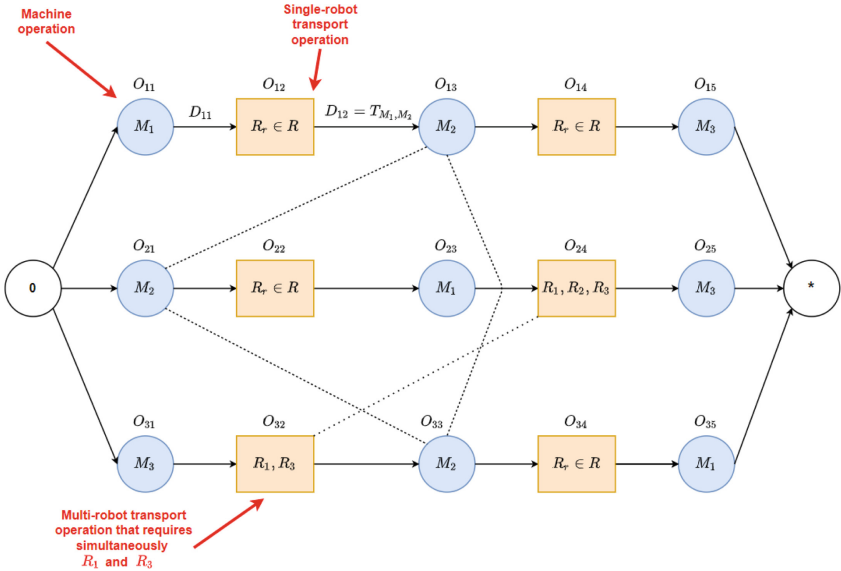 Machine
operation
Single-robot
transport
operation
O₁₁
O₁₂
O₁₃
O₁₄
O₁₅
M₁
D₁₁
Rᵣ ∈ R
D₁₂ = T_{M₁,M₂}
M₂
Rᵣ ∈ R
M₃
O₂₁
O₂₂
O₂₃
O₂₄
O₂₅
0
M₂
Rᵣ ∈ R
M₁
R₁, R₂, R₃
M₃
*
O₃₁
O₃₂
O₃₃
O₃₄
O₃₅
M₃
R₁, R₃
M₂
Rᵣ ∈ R
M₁
Multi-robot transport
operation that requires
simultaneously
R₁ and R₃